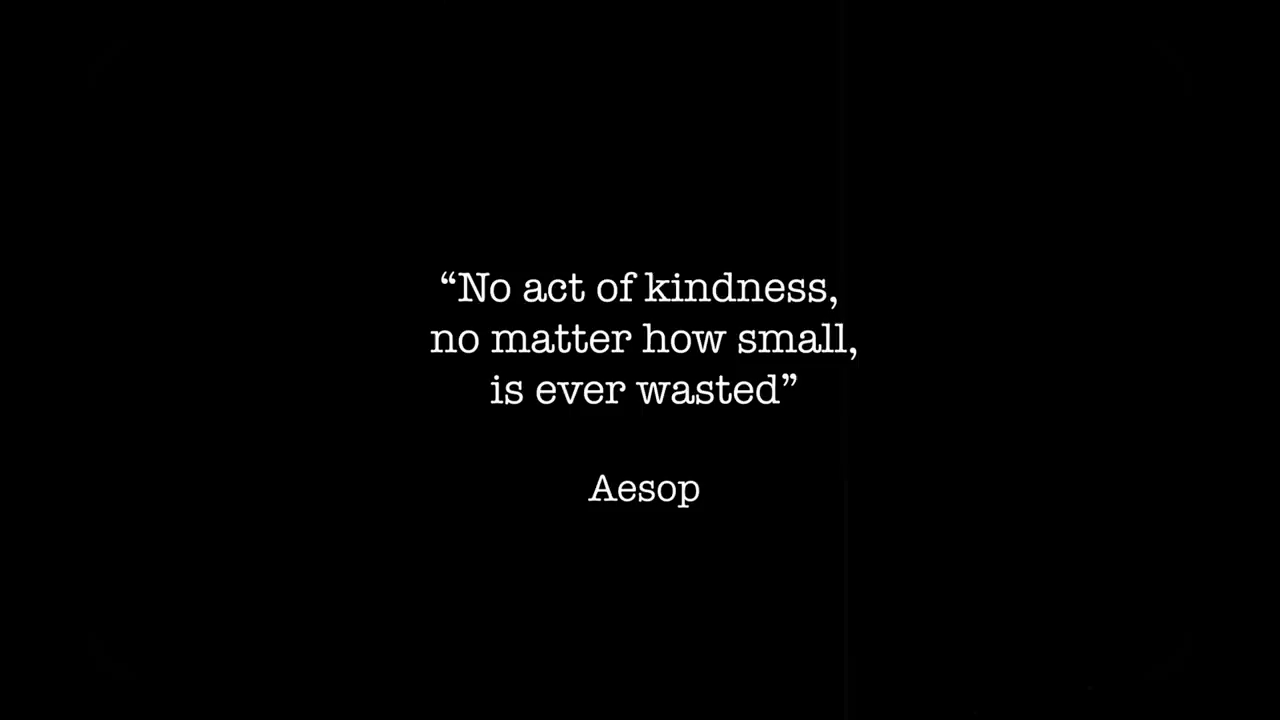 “No act of kindness,
no matter how small,
is ever wasted”
Aesop